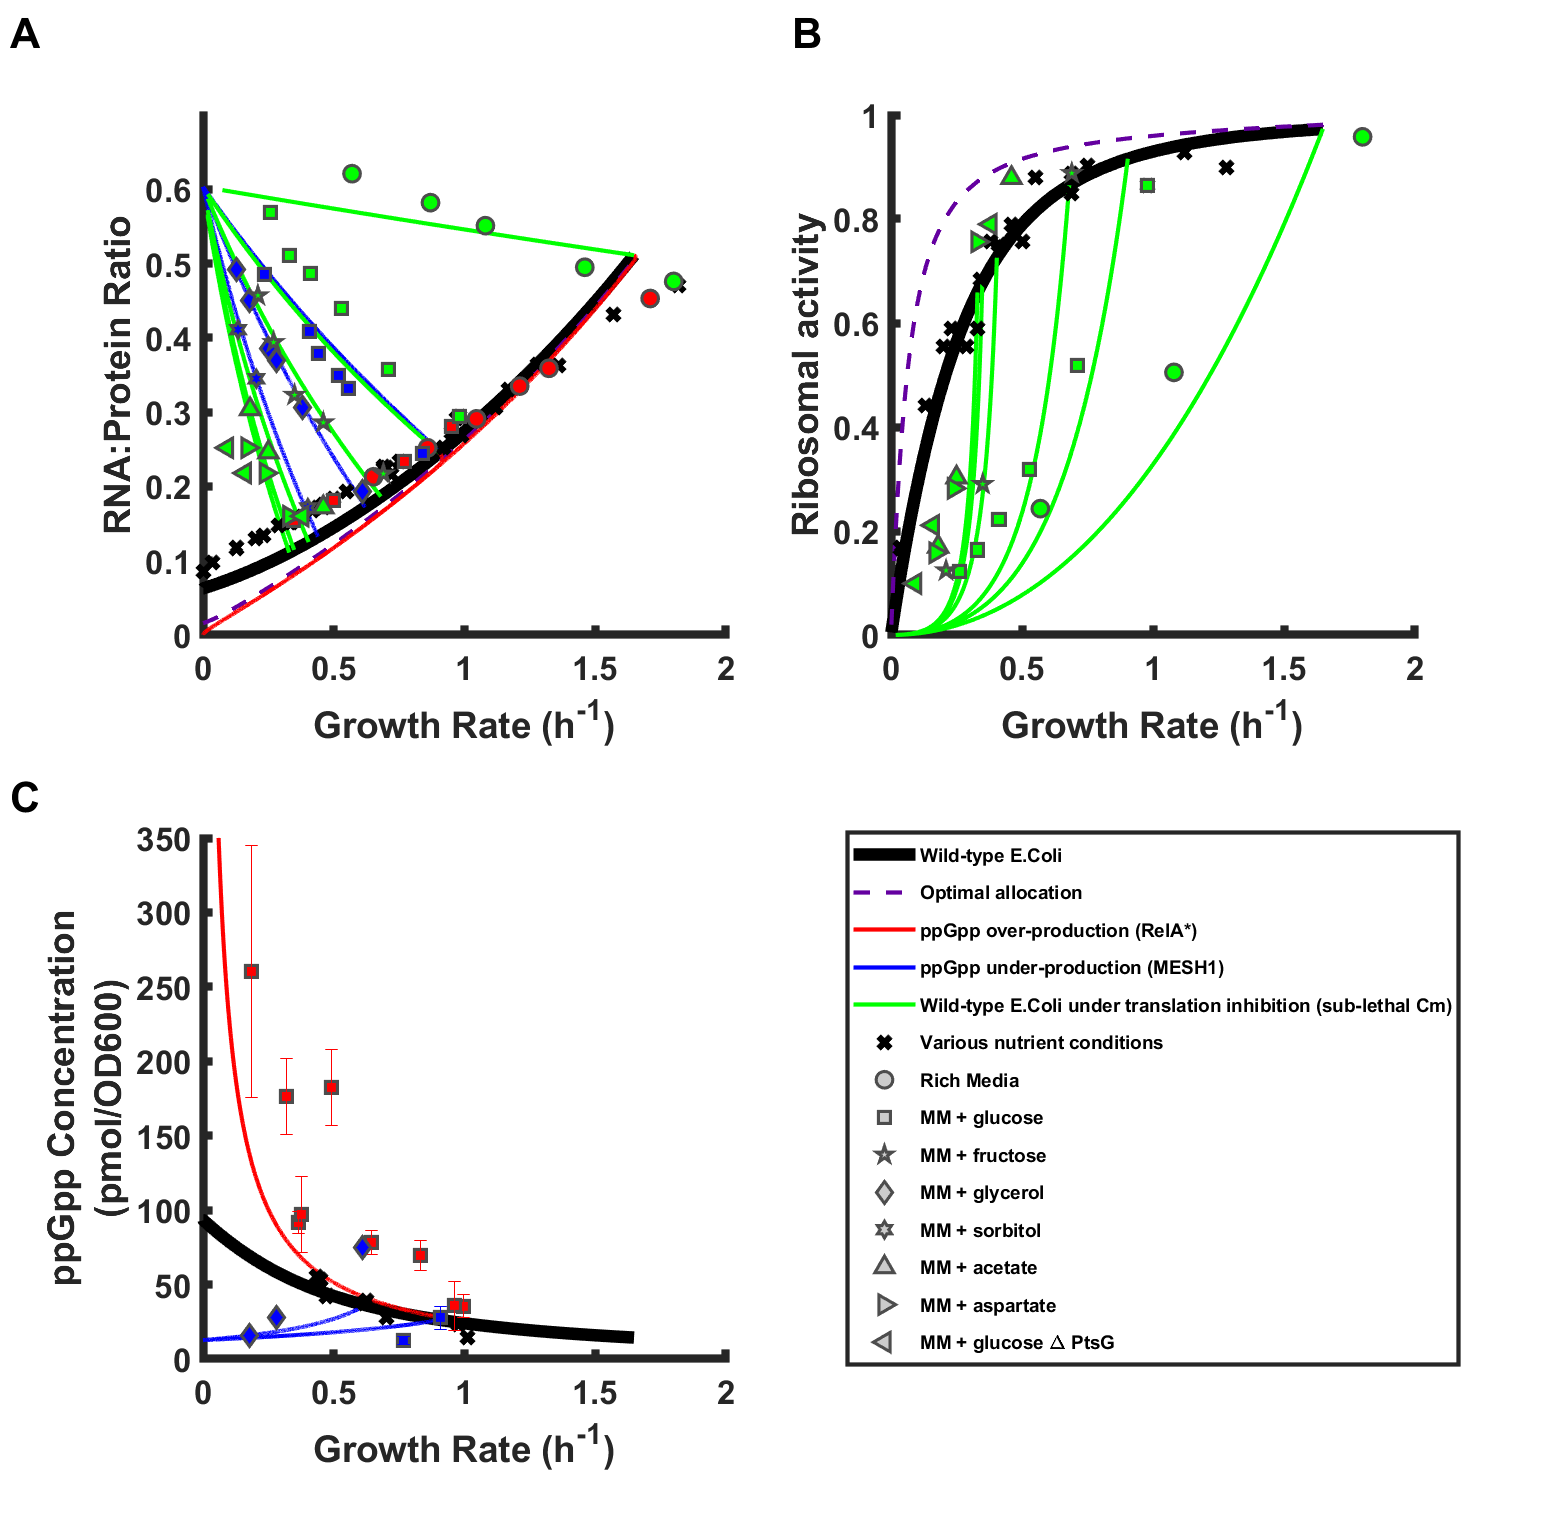 A
RNA:Protein Ratio
0.6
0.5
0.4
0.3
0.2
0.1
0
0 0.5 1 1.5 2
Growth Rate (h-1)
B
Ribosomal activity
1
0.8
0.6
0.4
0.2
0
0 0.5 1 1.5 2
Growth Rate (h-1)
C
ppGpp Concentration
(pmol/OD600)
350
300
250
200
150
100
50
0
0 0.5 1 1.5 2
Growth Rate (h-1)
Wild-type E.Coli
Optimal allocation
ppGpp over-production (RelA*)
ppGpp under-production (MESH1)
Wild-type E.Coli under translation inhibition (sub-lethal Cm)
Various nutrient conditions
Rich Media
MM + glucose
MM + fructose
MM + glycerol
MM + sorbitol
MM + acetate
MM + aspartate
MM + glucose Δ PtsG